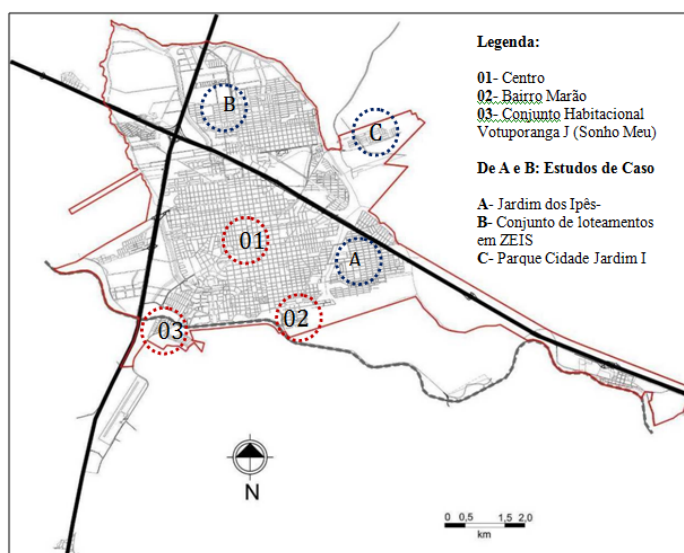 Legenda:
01- Centro
02- Bairro Marão
03- Conjunto Habitacional
Votuporanga J (Sonho Meu)
De A e B: Estudos de Caso
A- Jardim dos Ipês-
B- Conjunto de loteamentos
em ZEIS
C- Parque Cidade Jardim I
B
C
01
A
02
03
N
0 0,5 1,5 2,0
km